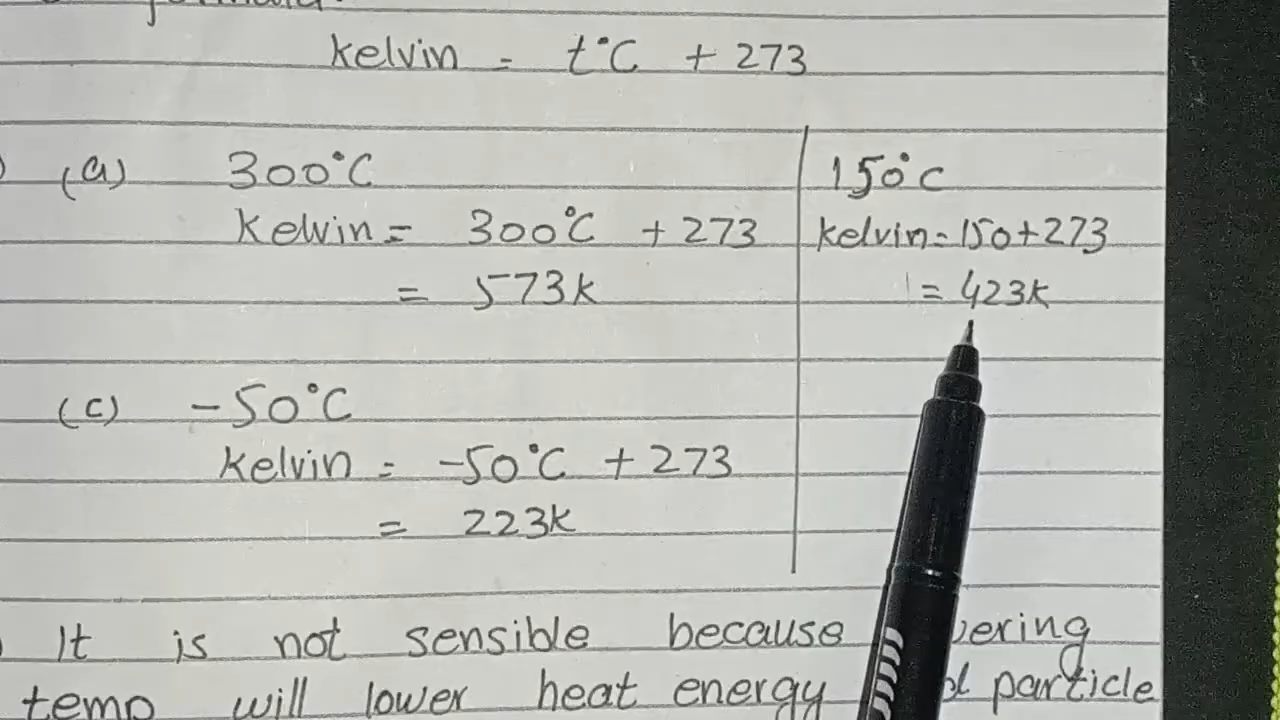 kelvin = t°C + 273
(a) 300°C
Kelvin = 300°C + 273
= 573k
150°C
kelvin = 150+273
= 423k
(c) -50°C
Kelvin = -50°C + 273
= 223k
It is not sensible because
temp will lower heat energy particle